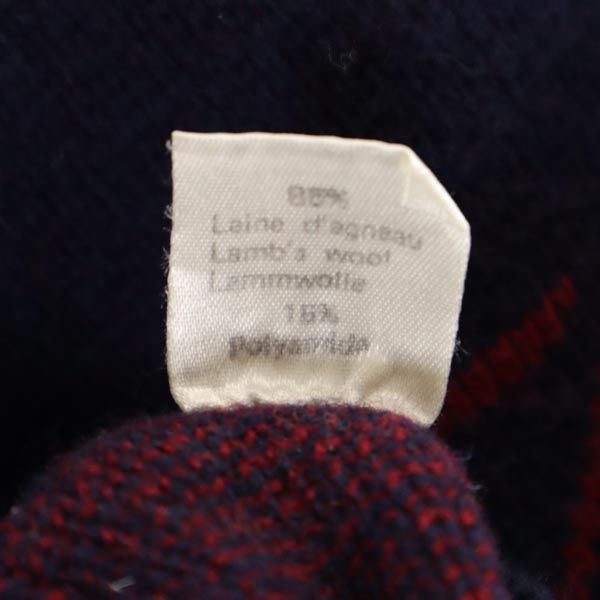 85%
Laine d'agneau
Lamb's wool
Lammwolle
15%
Polyamide